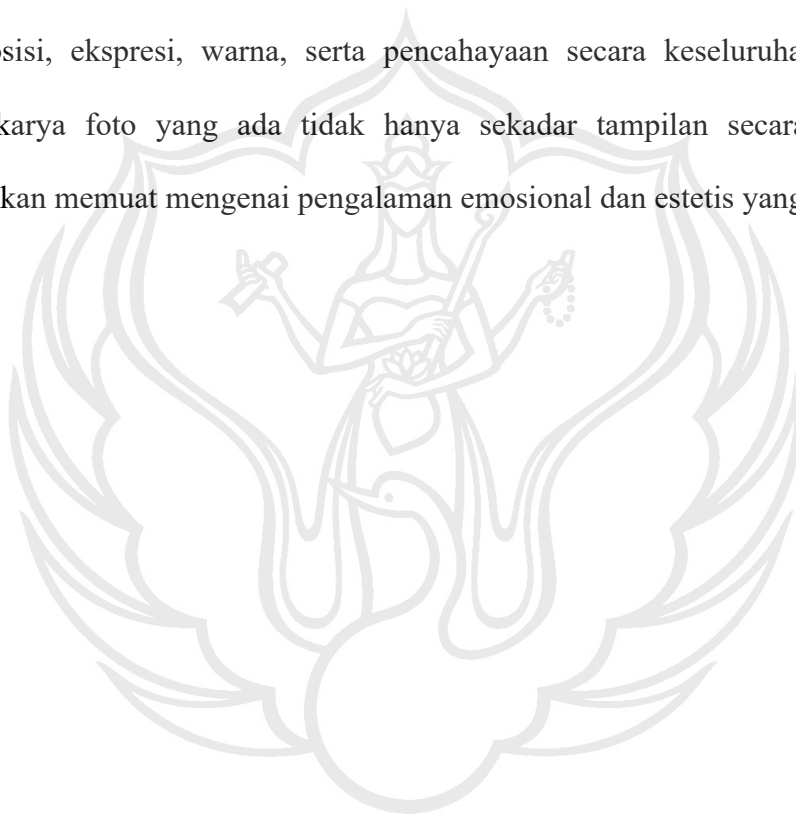 osisi, ekspresi, warna, serta pencahayaan secara keseluruha
karya foto yang ada tidak hanya sekadar tampilan secara
kan memuat mengenai pengalaman emosional dan estetis yang